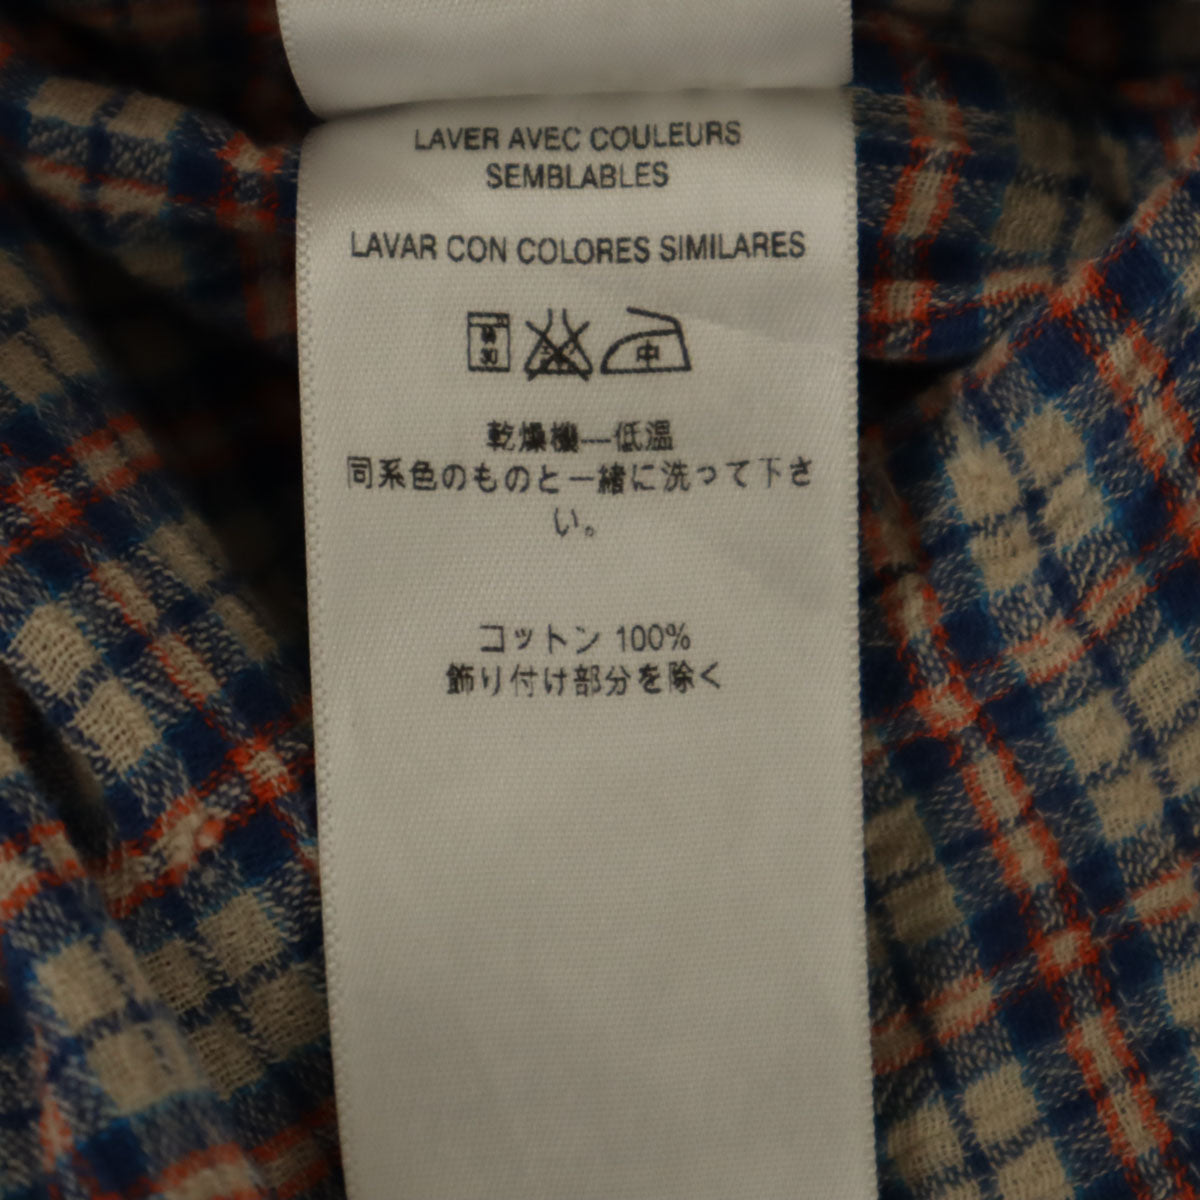 LAVER AVEC COULEURS
SEMBLABLES
LAVAR CON COLORES SIMILARES
30
中
乾燥機—低温
同系色のものと一緒に洗って下さ
い。
コットン 100%
飾り付け部分を除く